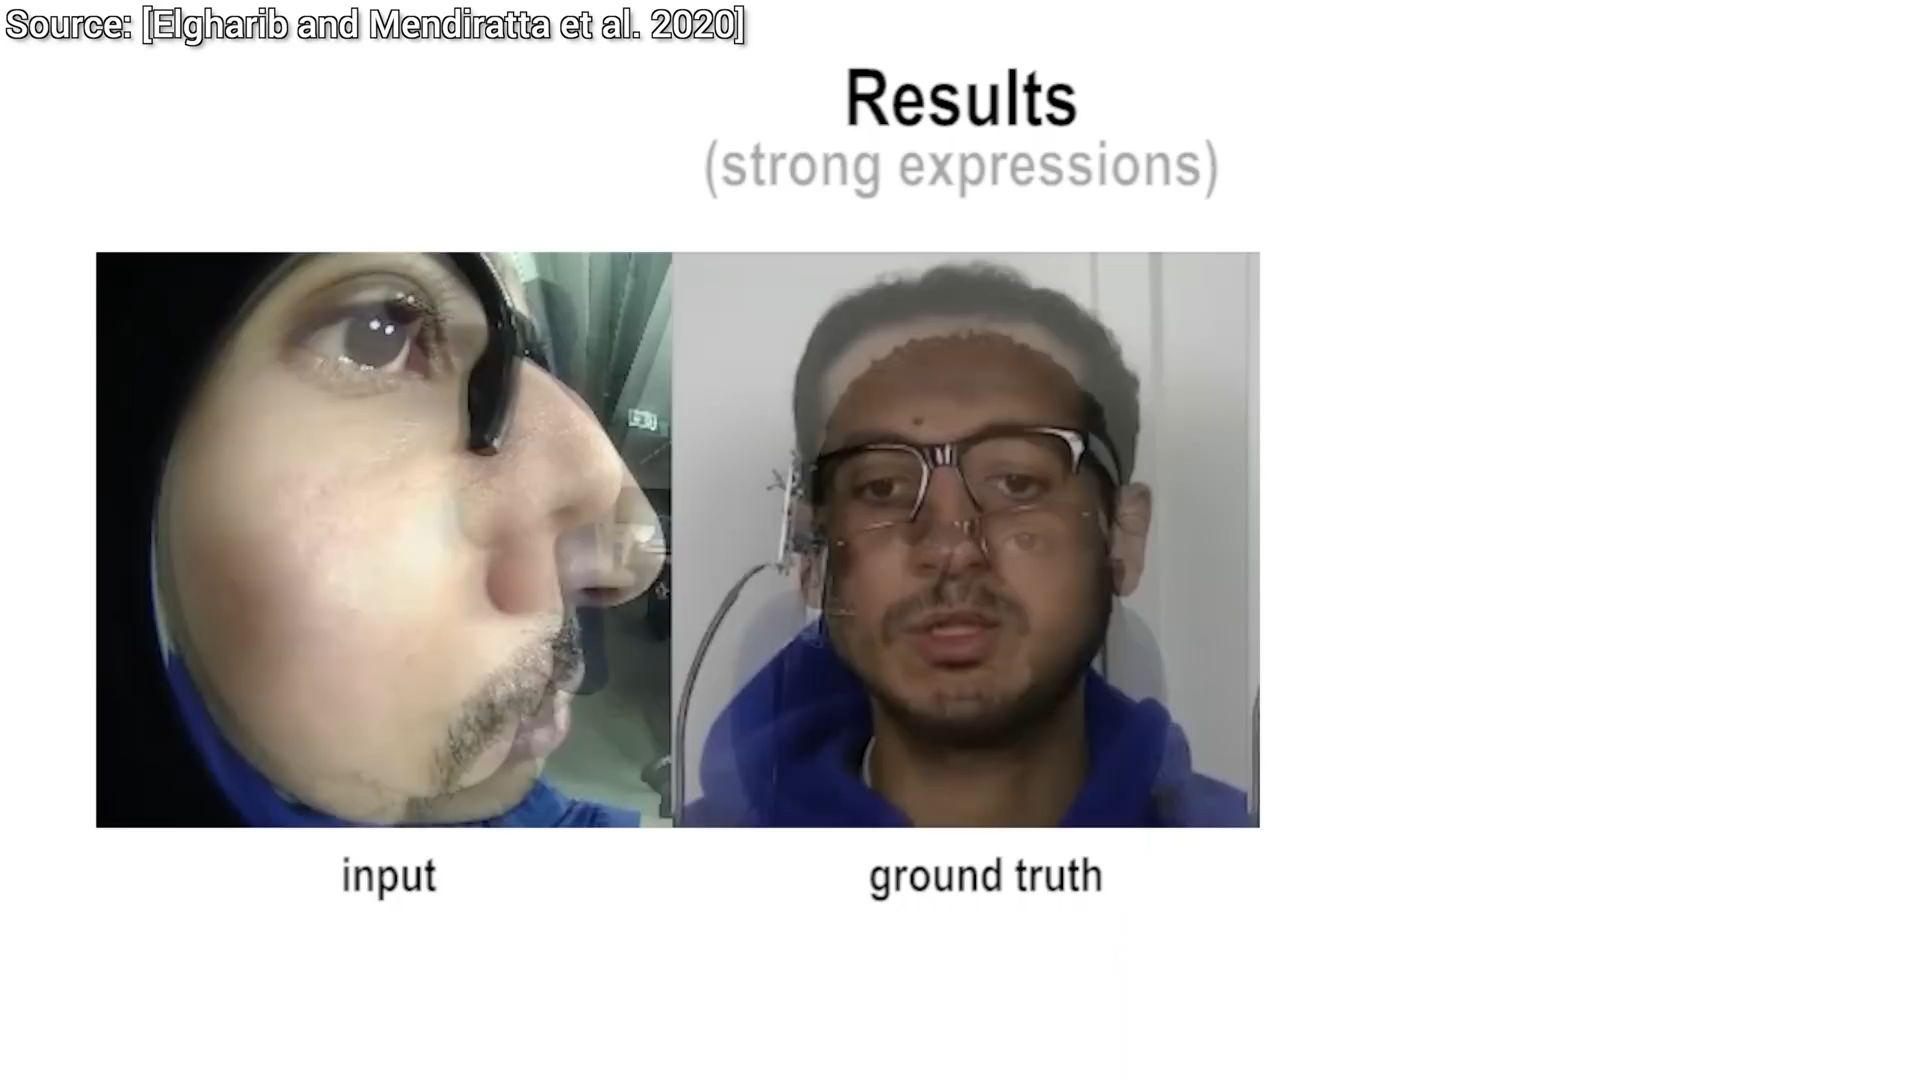 Source: [Elgharib and Mendiratta et al. 2020]
Results
(strong expressions)
input
ground truth